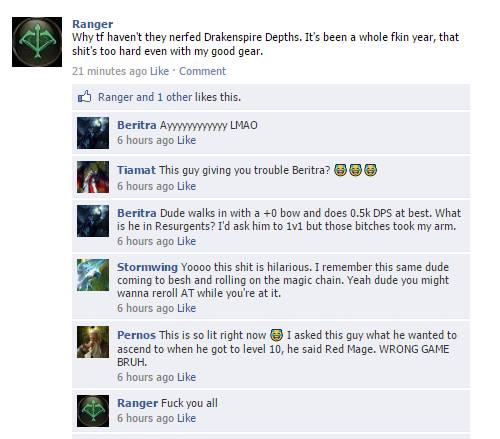 Ranger
Why tf haven't they nerfed Drakenspire Depths. It's been a whole fkin year, that
shit's too hard even with my good gear.
21 minutes ago Like · Comment
Ranger and 1 other likes this.
Beritra Ayyyyyyyyyyyy LMAO
6 hours ago Like
Tiamat This guy giving you trouble Beritra? 😂😂😂
6 hours ago Like
Beritra Dude walks in with a +0 bow and does 0.5k DPS at best. What
is he in Resurgents? I'd ask him to 1v1 but those bitches took my arm.
6 hours ago Like
Stormwing Yoooo this shit is hilarious. I remember this same dude
coming to besh and rolling on the magic chain. Yeah dude you might
wanna reroll AT while you're at it.
6 hours ago Like
Pernos This is so lit right now 😂 I asked this guy what he wanted to
ascend to when he got to level 10, he said Red Mage. WRONG GAME
BRUH.
6 hours ago Like
Ranger Fuck you all
6 hours ago Like